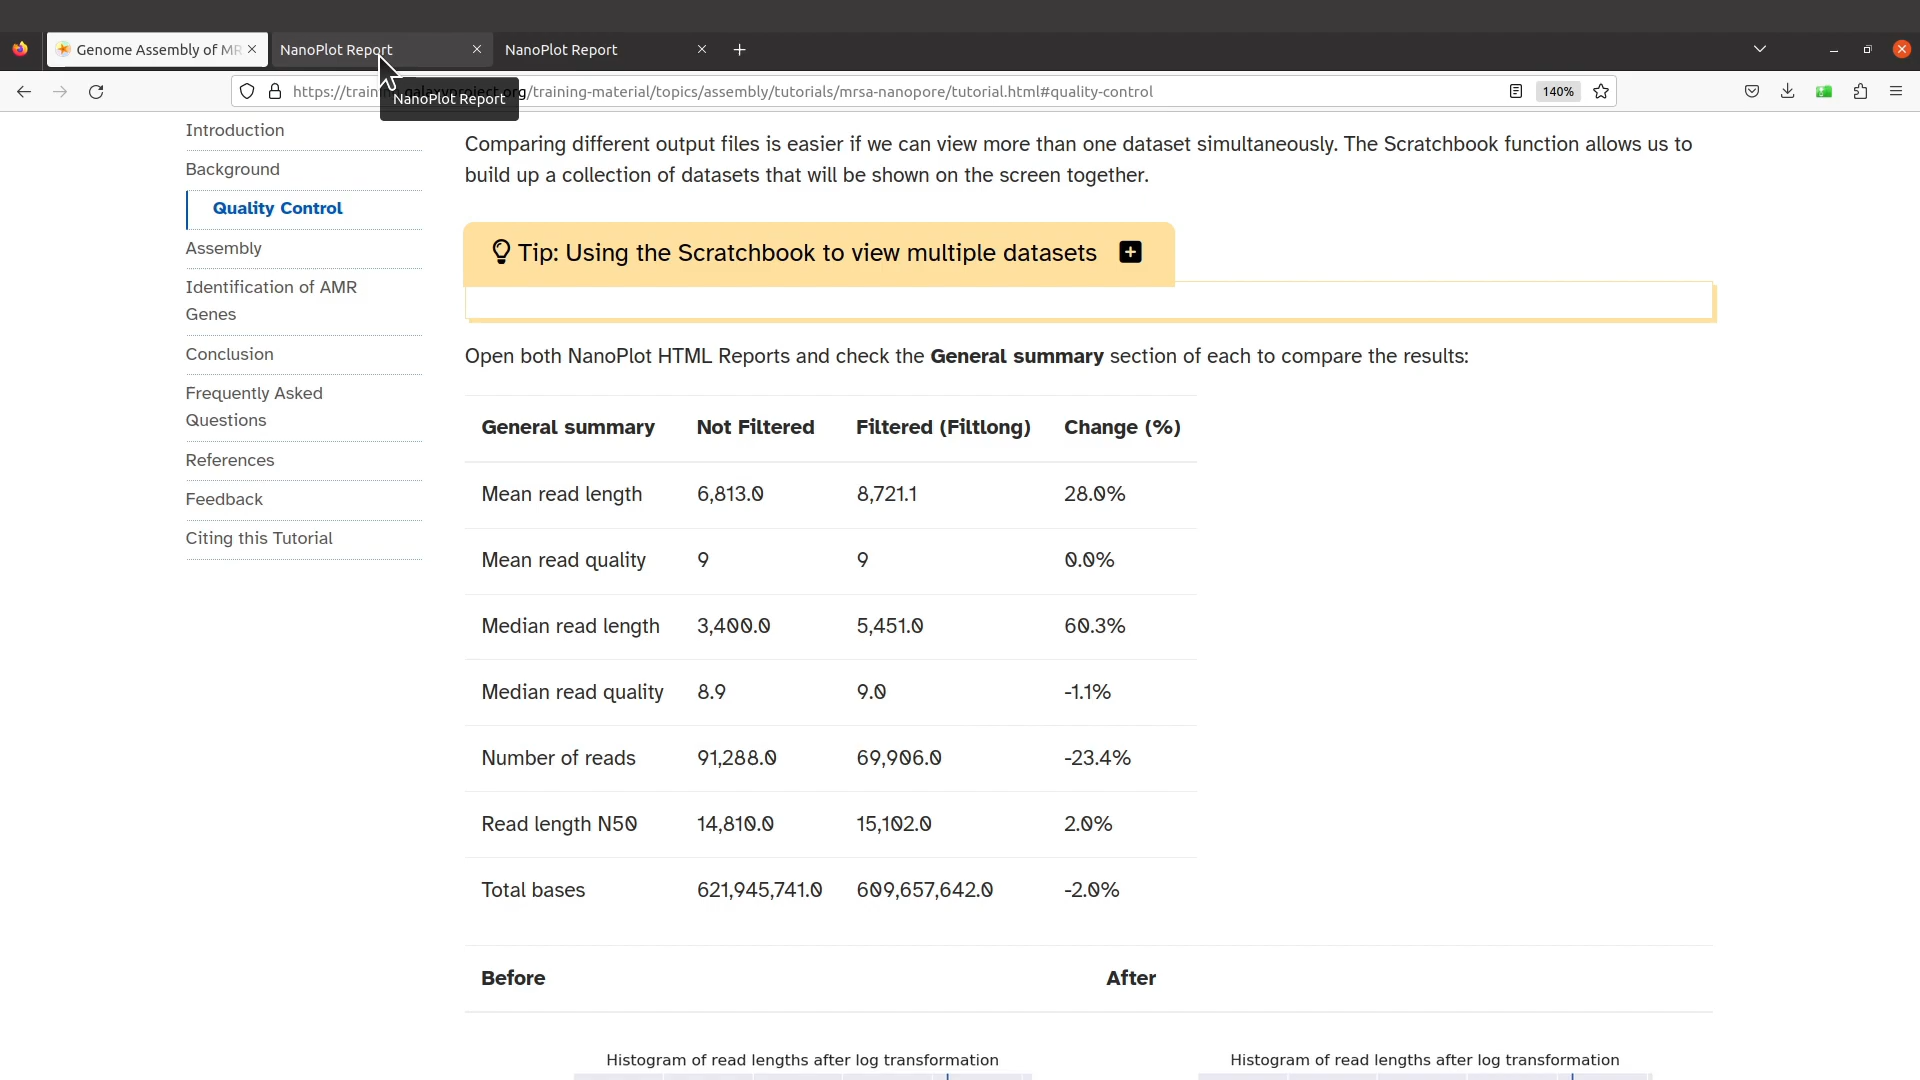 Genome Assembly of MR
NanoPlot Report
NanoPlot Report
https://trainin
.org/training-material/topics/assembly/tutorials/mrsa-nanopore/tutorial.html#quality-control
140%
NanoPlot Report
Introduction
Background
Quality Control
Assembly
Identification of AMR
Genes
Conclusion
Frequently Asked
Questions
References
Feedback
Citing this Tutorial
Comparing different output files is easier if we can view more than one dataset simultaneously. The Scratchbook function allows us to
build up a collection of datasets that will be shown on the screen together.
Tip: Using the Scratchbook to view multiple datasets
Open both NanoPlot HTML Reports and check the General summary section of each to compare the results:
General summary Not Filtered Filtered (Filtlong) Change (%)
Mean read length 6,813.0 8,721.1 28.0%
Mean read quality 9 9 0.0%
Median read length 3,400.0 5,451.0 60.3%
Median read quality 8.9 9.0 -1.1%
Number of reads 91,288.0 69,906.0 -23.4%
Read length N50 14,810.0 15,102.0 2.0%
Total bases 621,945,741.0 609,657,642.0 -2.0%
Before After
Histogram of read lengths after log transformation Histogram of read lengths after log transformation